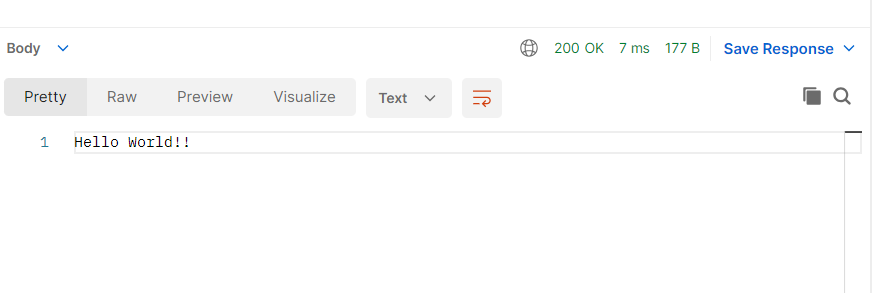 Body 200 OK 7 ms 177 B Save Response
Pretty Raw Preview Visualize Text
1 Hello World!!